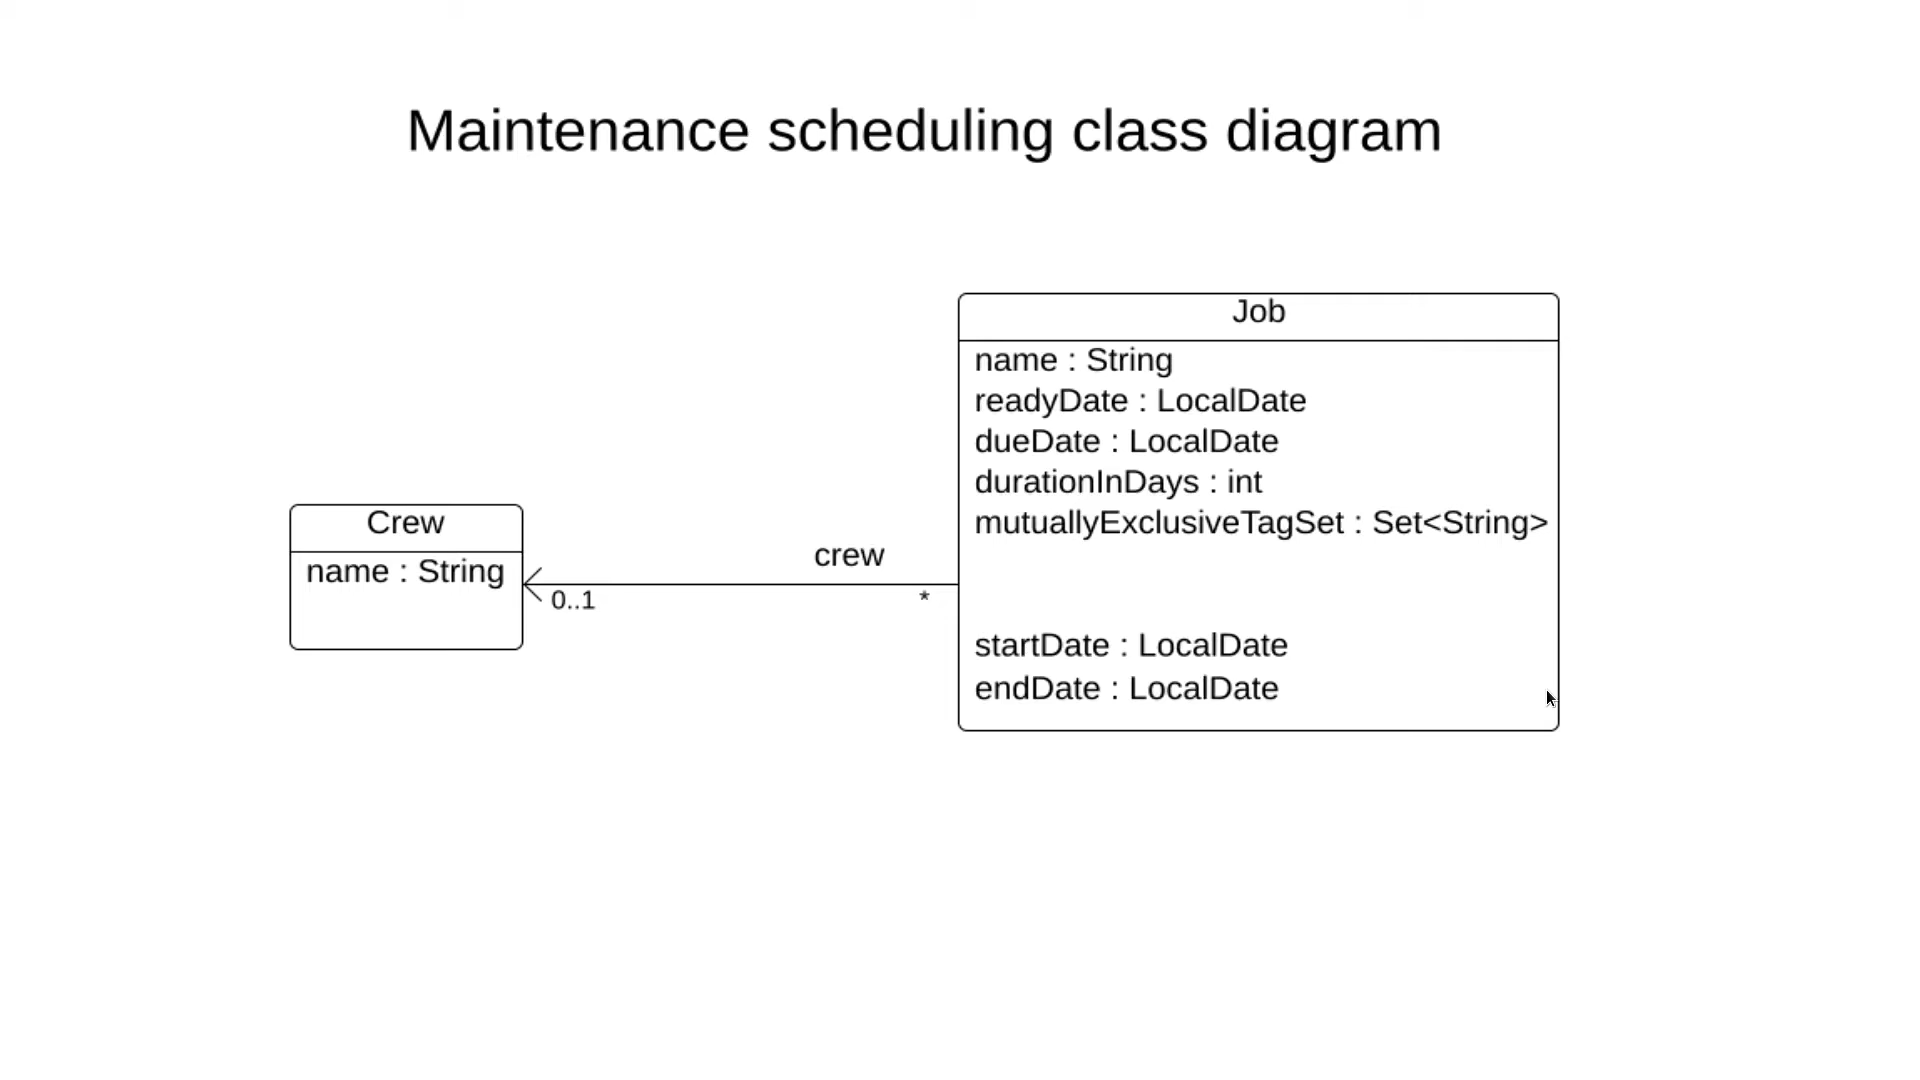 Maintenance scheduling class diagram
Crew
name : String
crew
0..1
*
Job
name : String
readyDate : LocalDate
dueDate : LocalDate
durationInDays : int
mutuallyExclusiveTagSet : Set<String>
startDate : LocalDate
endDate : LocalDate